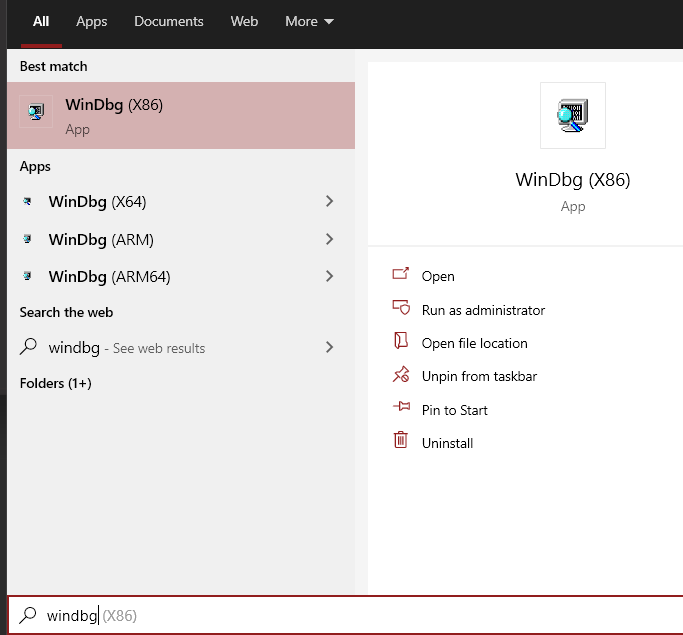 All Apps Documents Web More
Best match
WinDbg (X86)
App
Apps
WinDbg (X64)
WinDbg (ARM)
WinDbg (ARM64)
Search the web
windbg - See web results
Folders (1+)
WinDbg (X86)
App
Open
Run as administrator
Open file location
Unpin from taskbar
Pin to Start
Uninstall
windbg (X86)